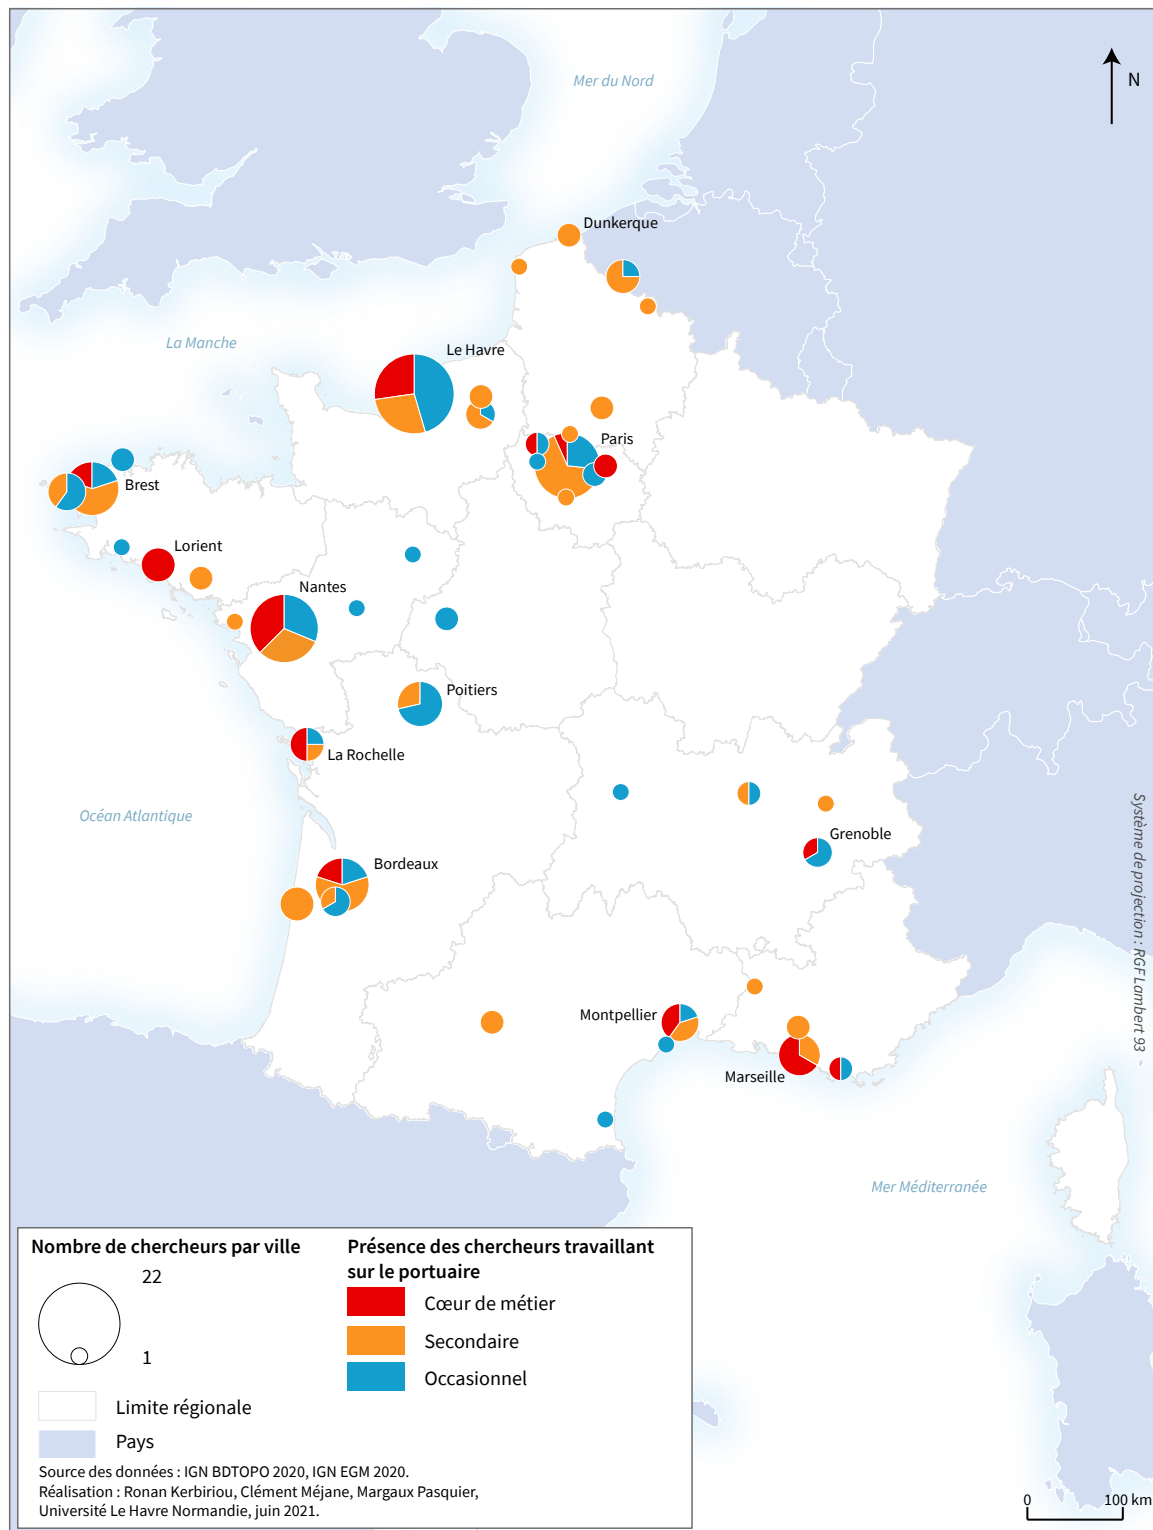 Mer du Nord
N
Dunkerque
La Manche
Le Havre
Paris
Brest
Lorient
Nantes
Poitiers
La Rochelle
Océan Atlantique
Grenoble
Système de projection : RGF Lambert 93 -
Bordeaux
Montpellier
Marseille
Mer Méditerranée
Nombre de chercheurs par ville
22
1
Limite régionale
Pays
Présence des chercheurs travaillant
sur le portuaire
Cœur de métier
Secondaire
Occasionnel
Source des données : IGN BDTOPO 2020, IGN EGM 2020.
Réalisation : Ronan Kerbiriou, Clément Méjane, Margaux Pasquier,
Université Le Havre Normandie, juin 2021.
0 100 km